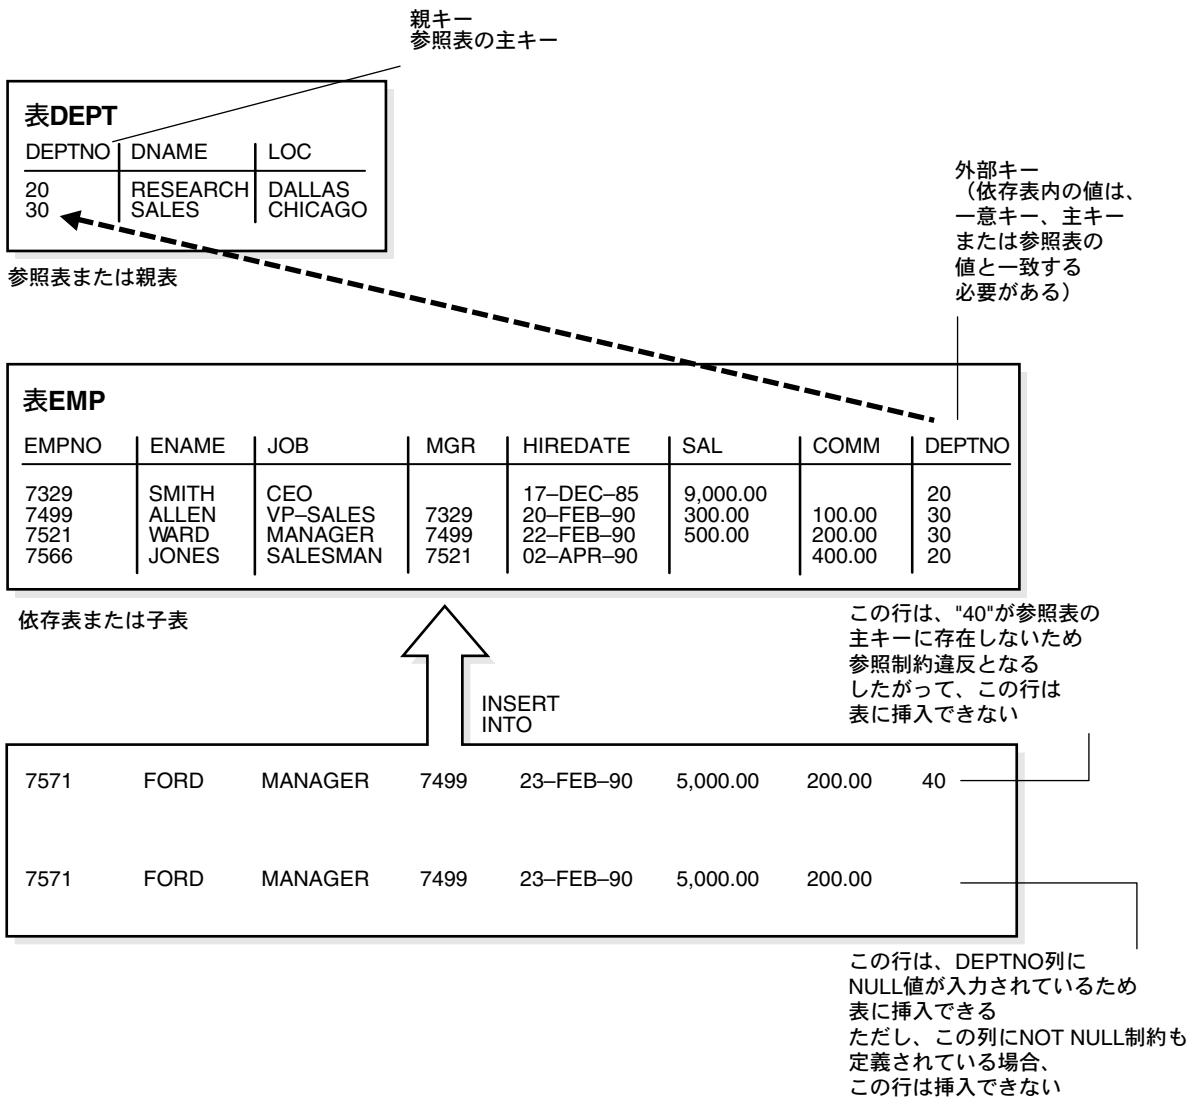 親キー
参照表の主キー
表DEPT
DEPTNO DNAME LOC
20 RESEARCH DALLAS
30 SALES CHICAGO
参照表または親表
外部キー
（依存表内の値は、
一意キー、主キー
または参照表の
値と一致する
必要がある）
表EMP
EMPNO ENAME JOB MGR HIREDATE SAL COMM DEPTNO
7329 SMITH CEO 17–DEC–85 9,000.00 20
7499 ALLEN VP–SALES 7329 20–FEB–90 300.00 100.00 30
7521 WARD MANAGER 7499 22–FEB–90 500.00 200.00 30
7566 JONES SALESMAN 7521 02–APR–90 400.00 20
依存表または子表
この行は、"40"が参照表の
主キーに存在しないため
参照制約違反となる
したがって、この行は
表に挿入できない
INSERT
INTO
7571 FORD MANAGER 7499 23–FEB–90 5,000.00 200.00 40
7571 FORD MANAGER 7499 23–FEB–90 5,000.00 200.00
この行は、DEPTNO列に
NULL値が入力されているため
表に挿入できる
ただし、この列にNOT NULL制約も
定義されている場合、
この行は挿入できない